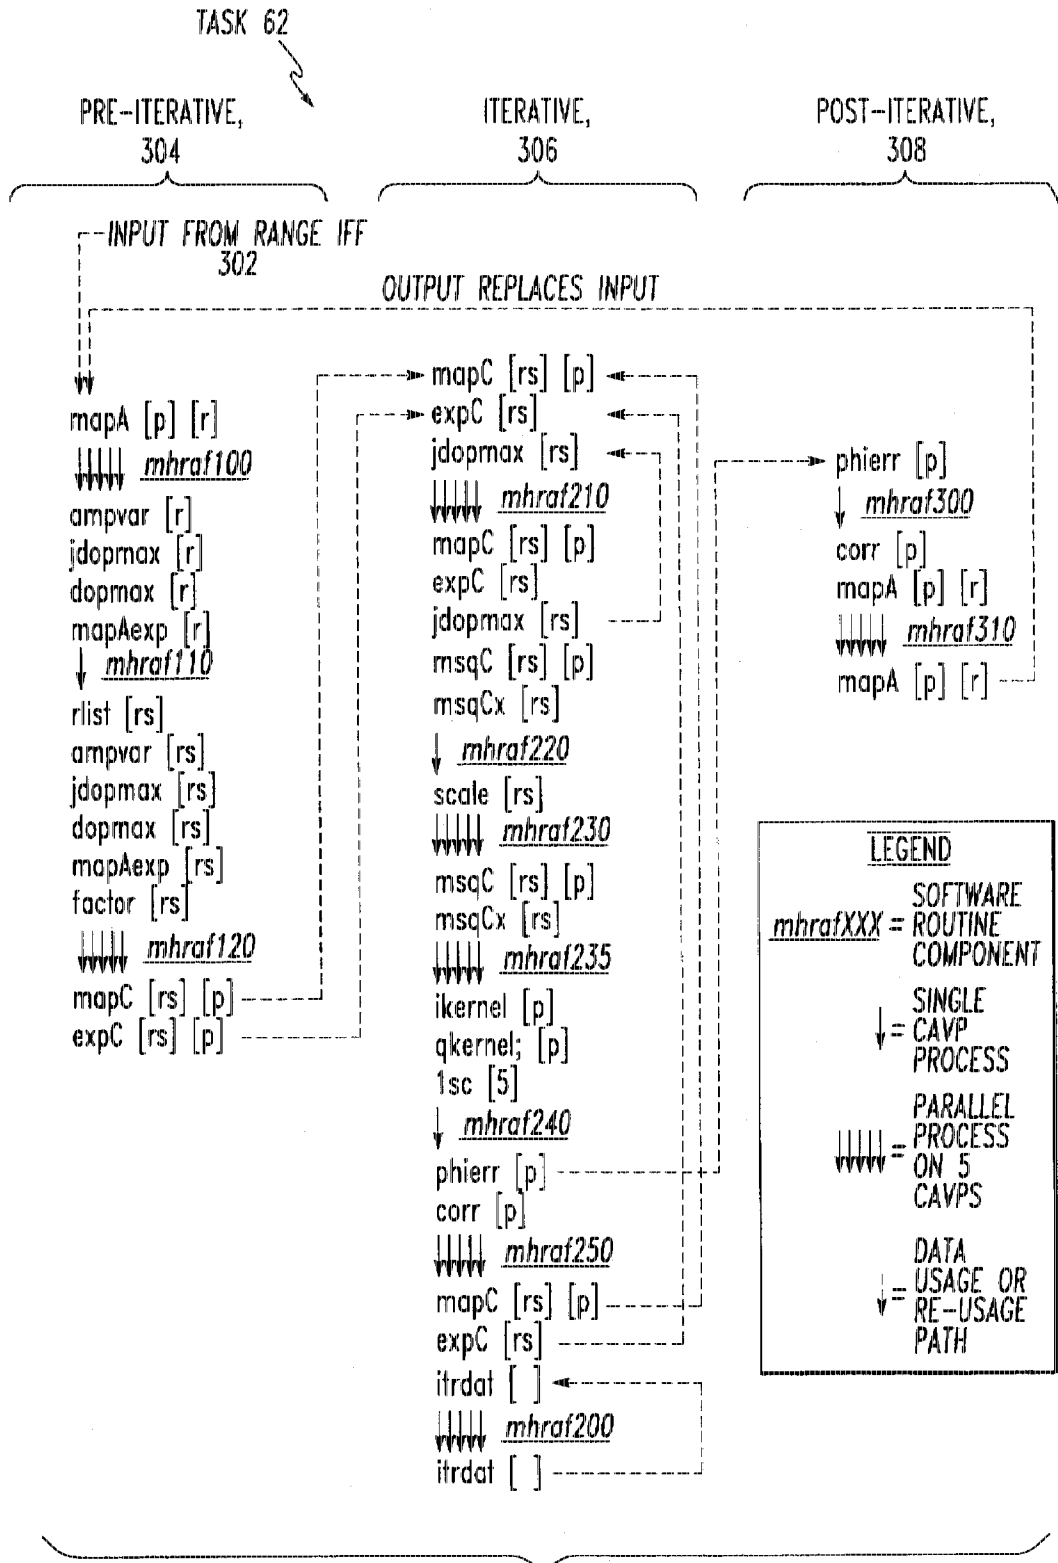 TASK 62
PRE-ITERATIVE,
304
INPUT FROM RANGE IFF
302
mapA [p] [r]
mhraf100
ampvar [r]
jdopmax [r]
dopmax [r]
mapAexp [r]
mhraf110
rlist [rs]
ampvar [rs]
jdopmax [rs]
dopmax [rs]
mapAexp [rs]
factor [rs]
mhraf120
mapC [rs] [p]
expC [rs] [p]
ITERATIVE,
306
OUTPUT REPLACES INPUT
mapC [rs] [p]
expC [rs]
jdopmax [rs]
mhraf210
mapC [rs] [p]
expC [rs]
jdopmax [rs]
msqC [rs] [p]
msqCx [rs]
mhraf220
scale [rs]
mhraf230
msqC [rs] [p]
msqCx [rs]
mhraf235
ikernel [p]
qkernel; [p]
1sc [5]
mhraf240
phierr [p]
corr [p]
mhraf250
mapC [rs] [p]
expC [rs]
itrdat [ ]
mhraf200
itrdat [ ]
POST-ITERATIVE,
308
phierr [p]
mhraf300
corr [p]
mapA [p] [r]
mhraf310
mapA [p] [r]
LEGEND
mhrafXXX = SOFTWARE
ROUTINE
COMPONENT
= SINGLE
CAVP
PROCESS
= PARALLEL
PROCESS
ON 5
CAVPS
= DATA
USAGE OR
RE-USAGE
PATH